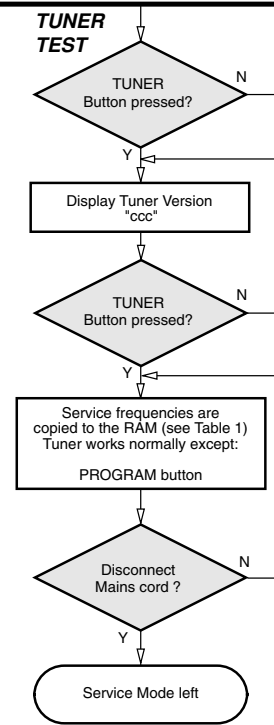 TUNER
TEST
TUNER
Button pressed?
N
Y
Display Tuner Version
"ccc"
TUNER
Button pressed?
N
Y
Service frequencies are
copied to the RAM (see Table 1)
Tuner works normally except:
PROGRAM button
Disconnect
Mains cord ?
N
Y
Service Mode left